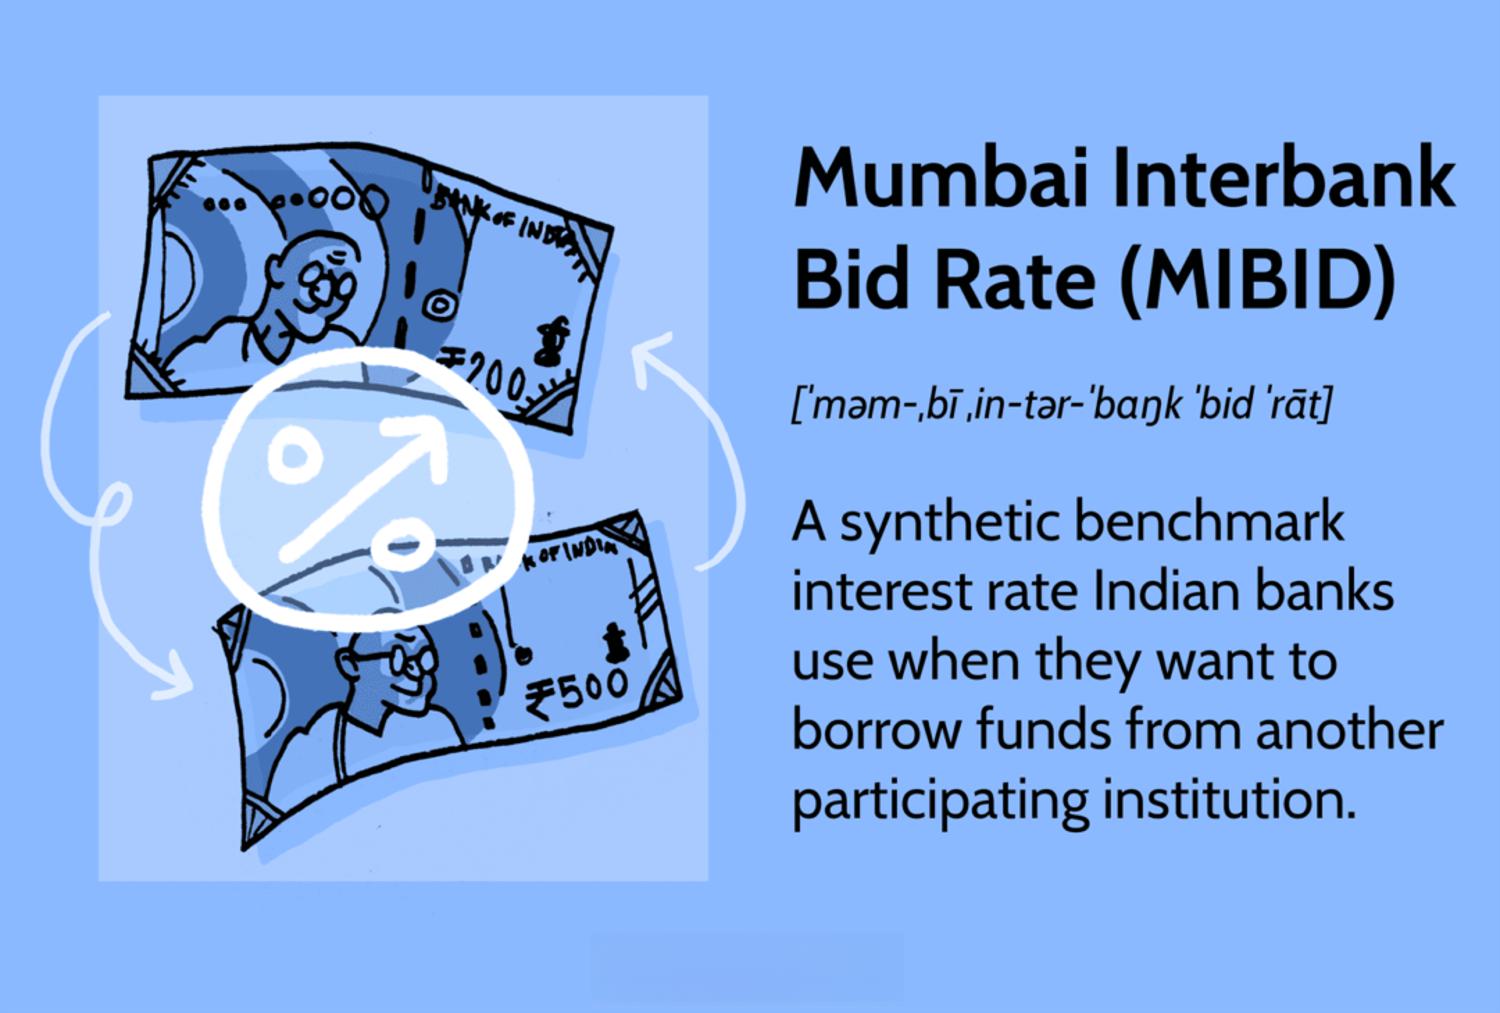 BANK OF INDIA
₹200
%
OF INDIA
₹500
Mumbai Interbank
Bid Rate (MIBID)
[ˈməm-ˌbī ˌin-tər-ˈbaŋk ˈbid ˈrāt]
A synthetic benchmark
interest rate Indian banks
use when they want to
borrow funds from another
participating institution.